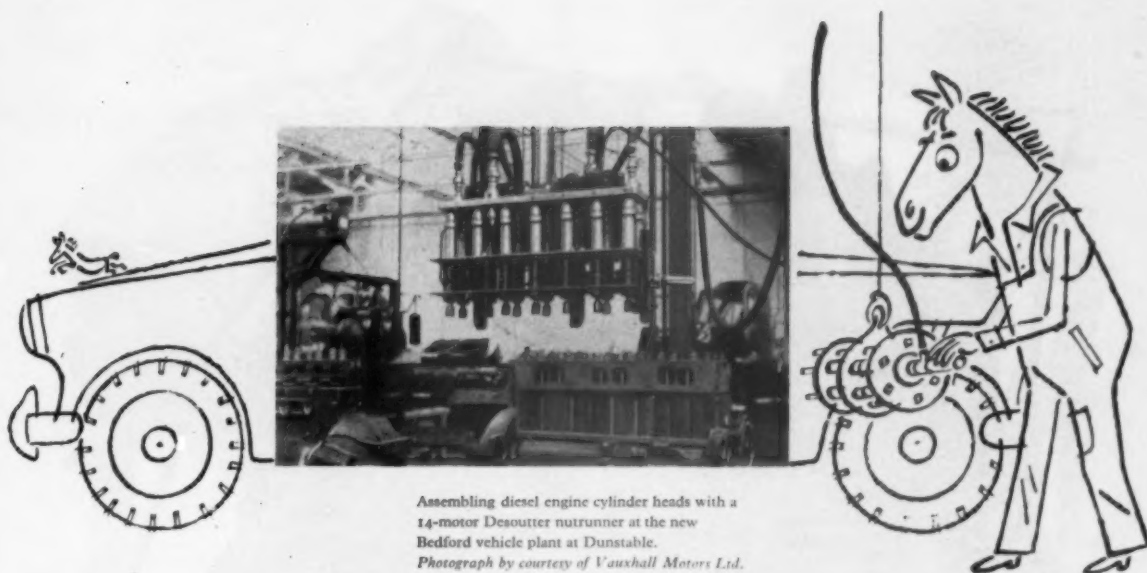 Assembling diesel engine cylinder heads with a
14-motor Desoutter nutrunner at the new
Bedford vehicle plant at Dunstable.
Photograph by courtesy of Vauxhall Motors Ltd.